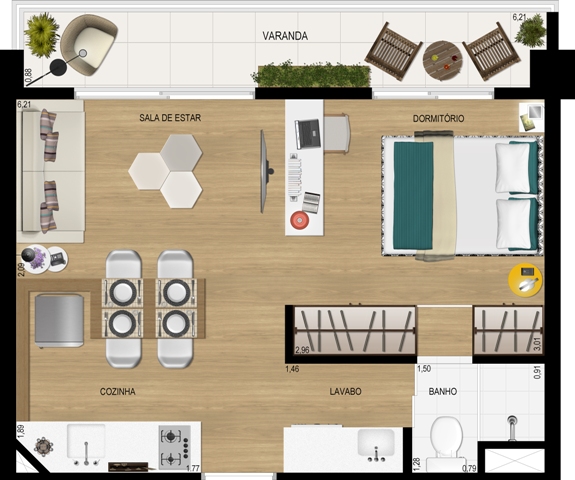 6,21
VARANDA
0,88
6,21
SALA DE ESTAR
DORMITÓRIO
2,09
2,96
3,01
1,46
1,50
0,91
COZINHA
LAVABO
BANHO
1,89
1,77
1,28
0,79